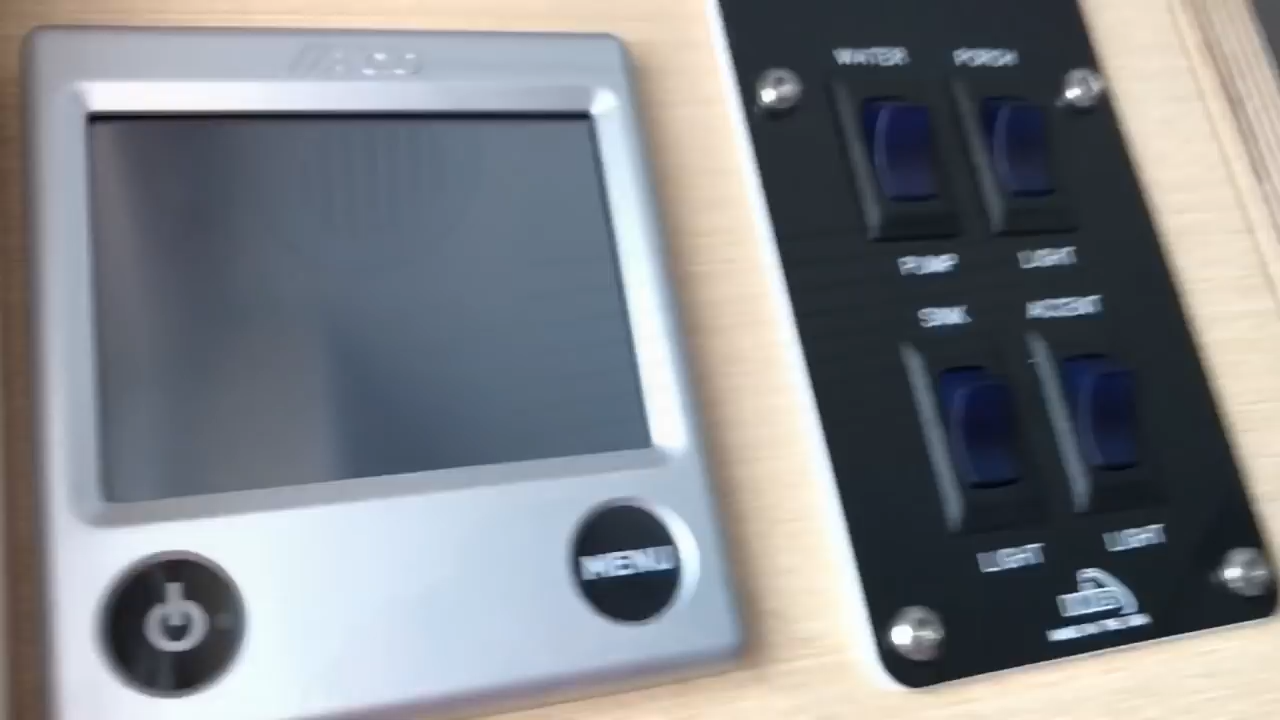 WATER
PORCH
PUMP
LIGHT
SINK
ACCENT
LIGHT
LIGHT
MENU